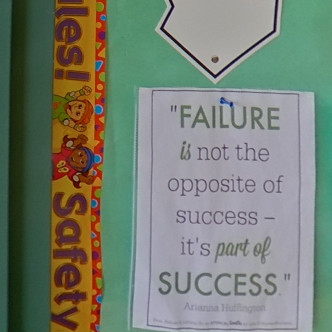 les!
Safety
"FAILURE
is not the
opposite of
success –
it's part of
SUCCESS."
Arianna Huffington